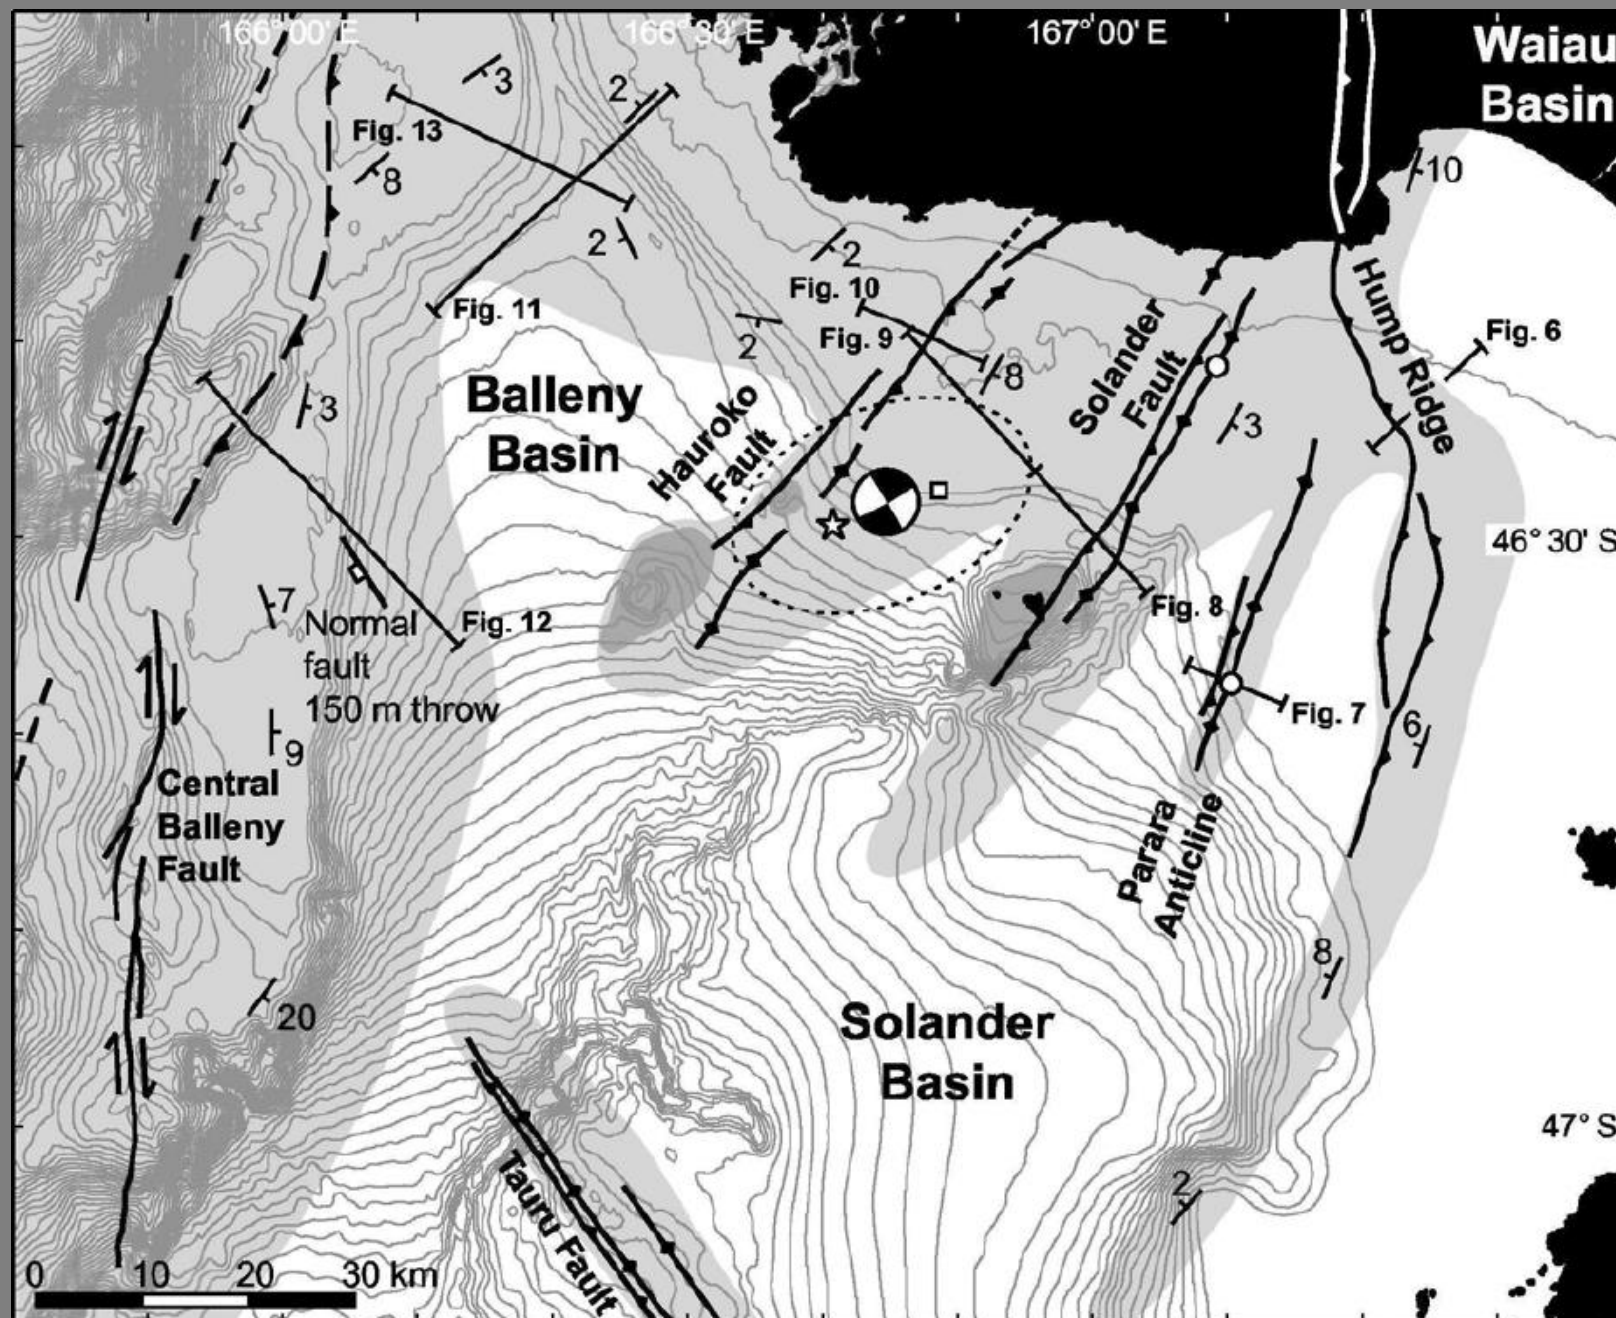 166°00' E
166°30' E
167°00' E
Waiau
Basin
3
2
Fig. 13
8
10
2
2
Fig. 10
Fig. 11
Fig. 9
Hump Ridge
Fig. 6
2
8
Solander
Fault
Balleny
Basin
Hauroko
Fault
3
3
46°30' S
7
Normal
fault
150 m throw
Fig. 12
Fig. 8
Fig. 7
6
9
Central
Balleny
Fault
Parara
Anticline
8
20
Solander
Basin
47° S
Tauru Fault
2
0 10 20 30 km